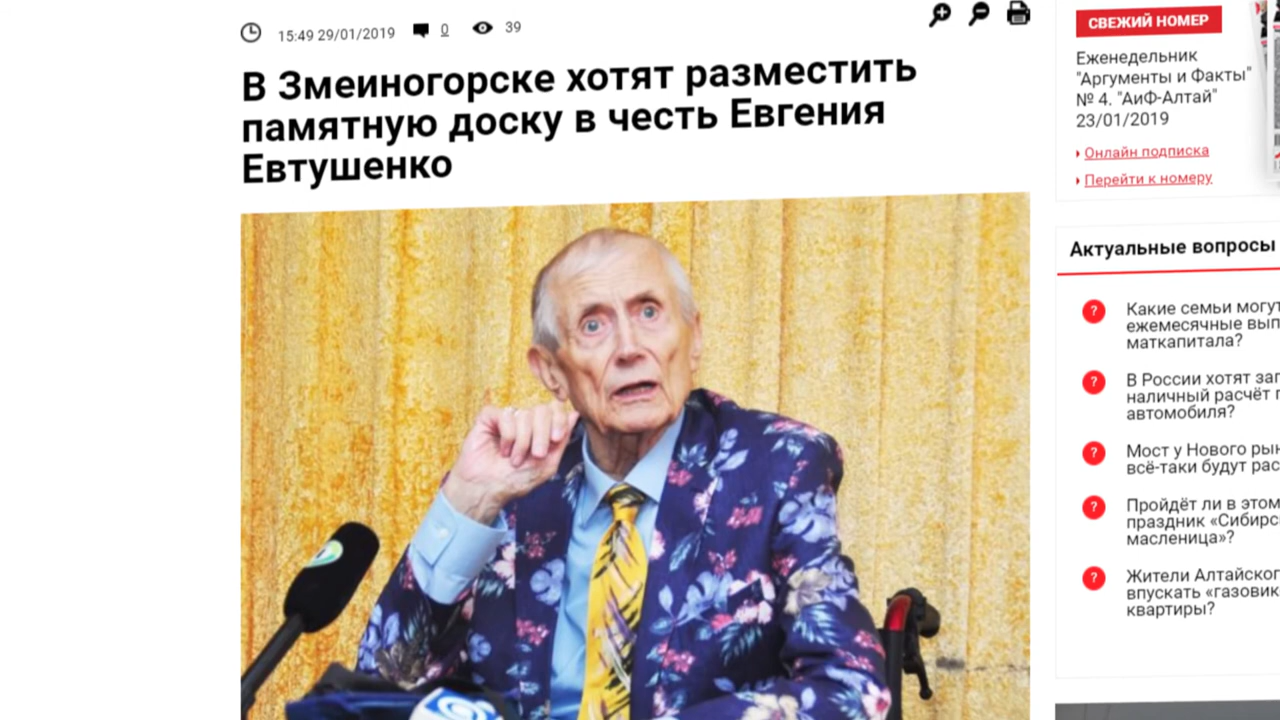 15:49 29/01/2019 0 39
В Змеиногорске хотят разместить
памятную доску в честь Евгения
Евтушенко
СВЕЖИЙ НОМЕР
Еженедельник
"Аргументы и Факты"
№ 4. "АиФ-Алтай"
23/01/2019
Онлайн подписка
Перейти к номеру
Актуальные вопросы
? Какие семьи могут
ежемесячные вып
маткапитала?
? В России хотят зап
наличный расчёт п
автомобиля?
? Мост у Нового рын
всё-таки будут рас
? Пройдёт ли в этом
праздник «Сибирс
масленица»?
? Жители Алтайског
впускать «газовик
квартиры?